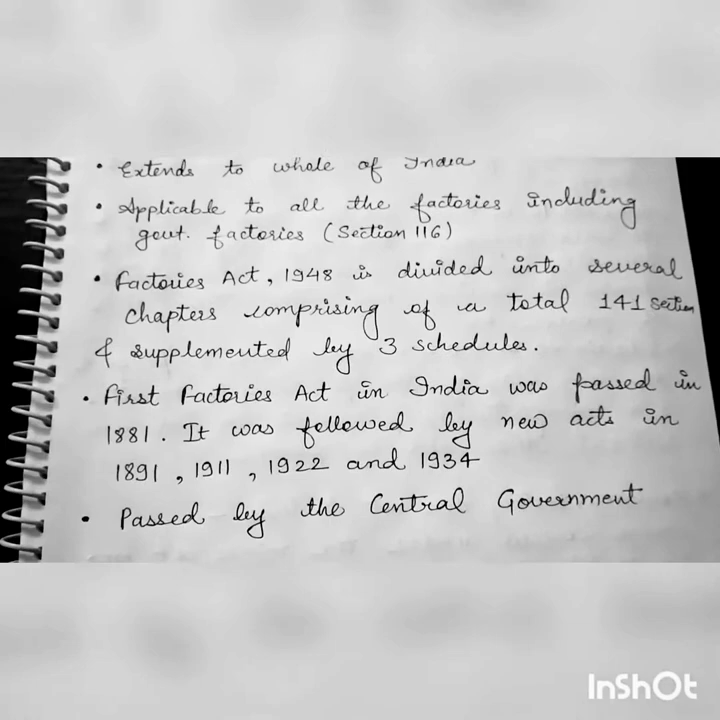 • Extends to whole of India
• Applicable to all the factories including
govt. factories (Section 116)
• Factories Act, 1948 is divided into several
chapters comprising of a total 141 section
& supplemented by 3 schedules.
• First Factories Act in India was passed in
1881. It was followed by new acts in
1891, 1911, 1922 and 1934
• Passed by the Central Government
InShOt